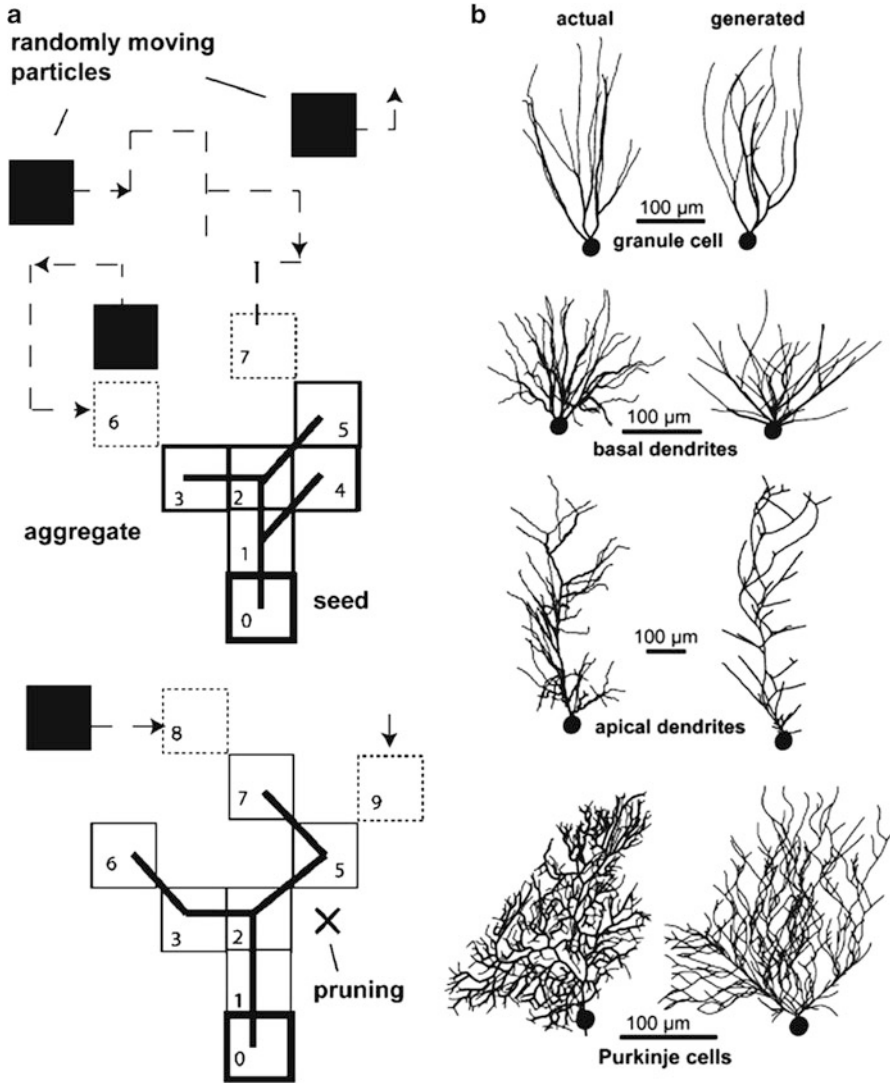 a
randomly moving
particles
7
6
5
3
2
4
aggregate
1
seed
0
8
7
9
6
5
3
2
pruning
1
0
b
actual
generated
100 µm
granule cell
100 µm
basal dendrites
100 µm
apical dendrites
100 µm
Purkinje cells